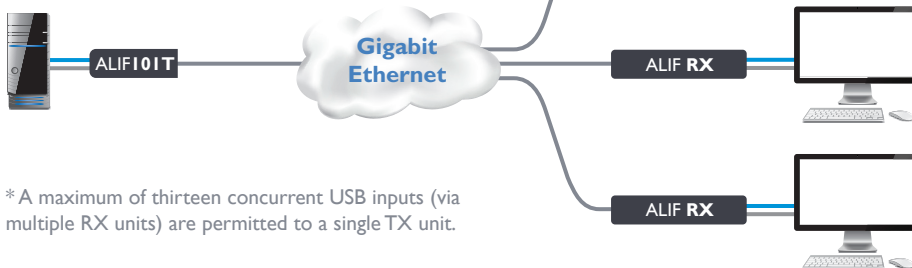 ALIF101T
Gigabit
Ethernet
ALIF RX
ALIF RX
* A maximum of thirteen concurrent USB inputs (via
multiple RX units) are permitted to a single TX unit.